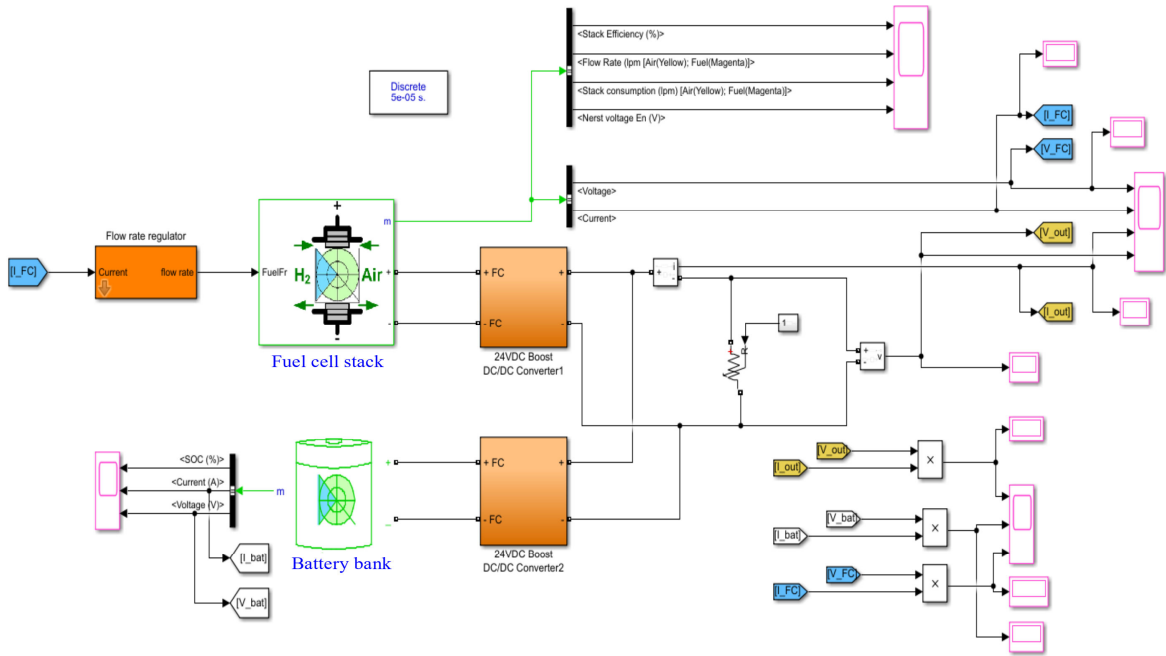 <Stack Efficiency (%)>
<Flow Rate (lpm [Air(Yellow); Fuel(Magenta)]>
<Stack consumption (lpm) [Air(Yellow); Fuel(Magenta)]>
<Nerst voltage En (V)>
Discrete
5e-05 s.
[I_FC]
[V_FC]
<Voltage>
<Current>
[V_out]
[I_out]
Flow rate regulator
[I_FC]
Current
flow rate
FuelFr
m
+
H2
Air
-
+
-
Fuel cell stack
+ FC
- FC
+
-
24VDC Boost
DC/DC Converter1
+
i
-
1
+
R
+
-
v
<SOC (%)>
<Current (A)>
<Voltage (V)>
m
[I_bat]
[V_bat]
+
_
Battery bank
+ FC
- FC
+
-
24VDC Boost
DC/DC Converter2
[V_out]
[I_out]
×
[V_bat]
[I_bat]
×
[V_FC]
[I_FC]
×